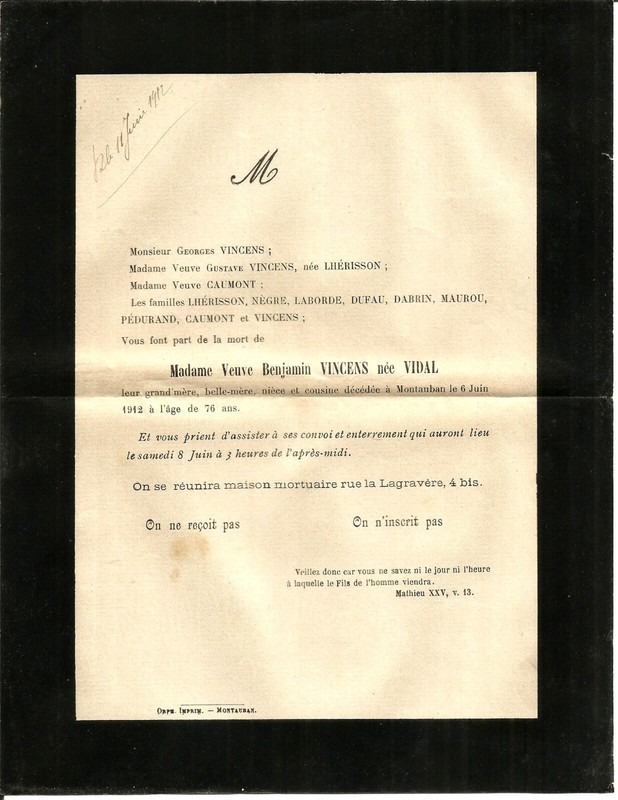 le 11 Juin 1912
M
Monsieur Georges VINCENS ;
Madame Veuve Gustave VINCENS, née LHÉRISSON ;
Madame Veuve CAUMONT ;
Les familles LHÉRISSON, NÈGRE, LABORDE, DUFAU, DABRIN, MAUROU,
PÉDURAND, CAUMONT et VINCENS ;
Vous font part de la mort de
Madame Veuve Benjamin VINCENS née VIDAL
leur grand'mère, belle-mère, nièce et cousine décédée à Montauban le 6 Juin
1912 à l'âge de 76 ans.
Et vous prient d'assister à ses convoi et enterrement qui auront lieu
le samedi 8 Juin à 3 heures de l'après-midi.
On se réunira maison mortuaire rue la Lagravère, 4 bis.
On ne reçoit pas On n'inscrit pas
Veillez donc car vous ne savez ni le jour ni l'heure
à laquelle le Fils de l'homme viendra.
Mathieu XXV, v. 13.
Orph. Imprim. — Montauban.